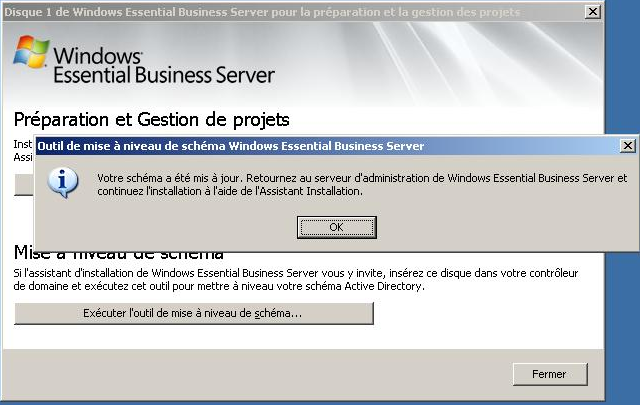 Disque 1 de Windows Essential Business Server pour la préparation et la gestion des projets
Windows
Essential Business Server
Préparation et Gestion de projets
Inst
Assi
Outil de mise à niveau de schéma Windows Essential Business Server
Votre schéma a été mis à jour. Retournez au serveur d'administration de Windows Essential Business Server et
continuez l'installation à l'aide de l'Assistant Installation.
OK
Mise à niveau de schéma
Si l'assistant d'installation de Windows Essential Business Server vous y invite, insérez ce disque dans votre contrôleur
de domaine et exécutez cet outil pour mettre à niveau votre schéma Active Directory.
Exécuter l'outil de mise à niveau de schéma...
Fermer